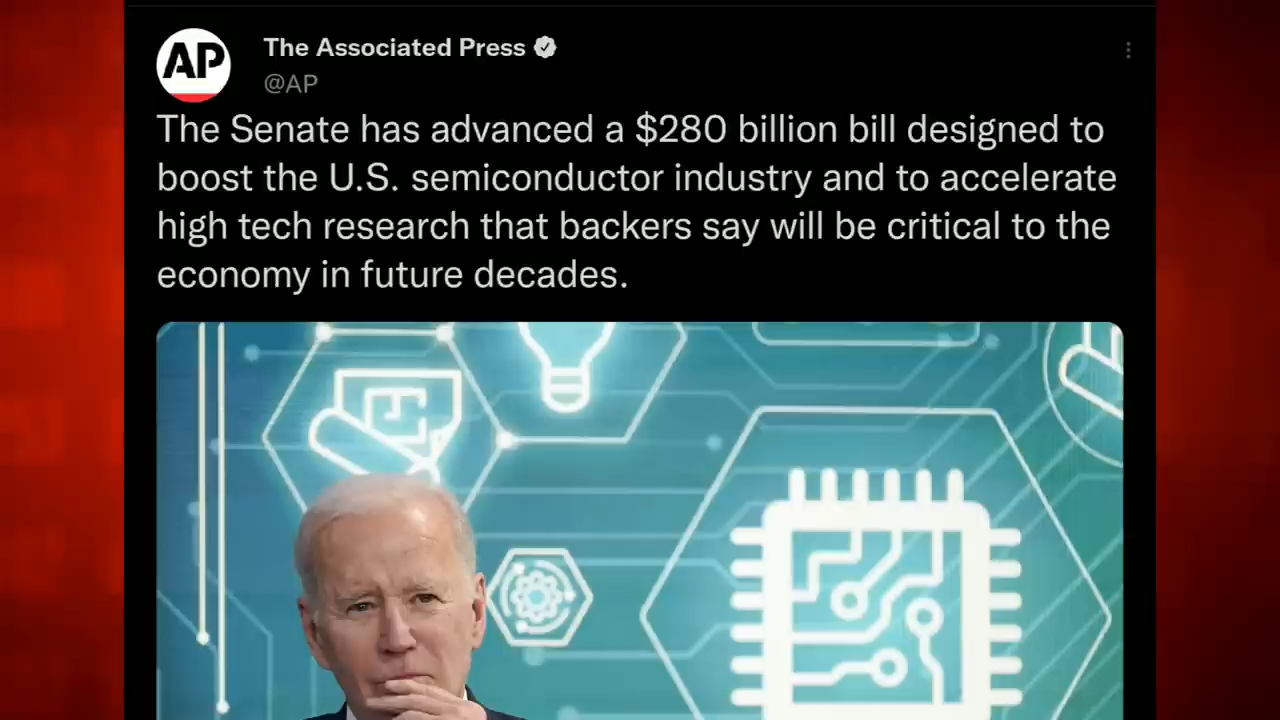 AP
The Associated Press
@AP
The Senate has advanced a $280 billion bill designed to
boost the U.S. semiconductor industry and to accelerate
high tech research that backers say will be critical to the
economy in future decades.